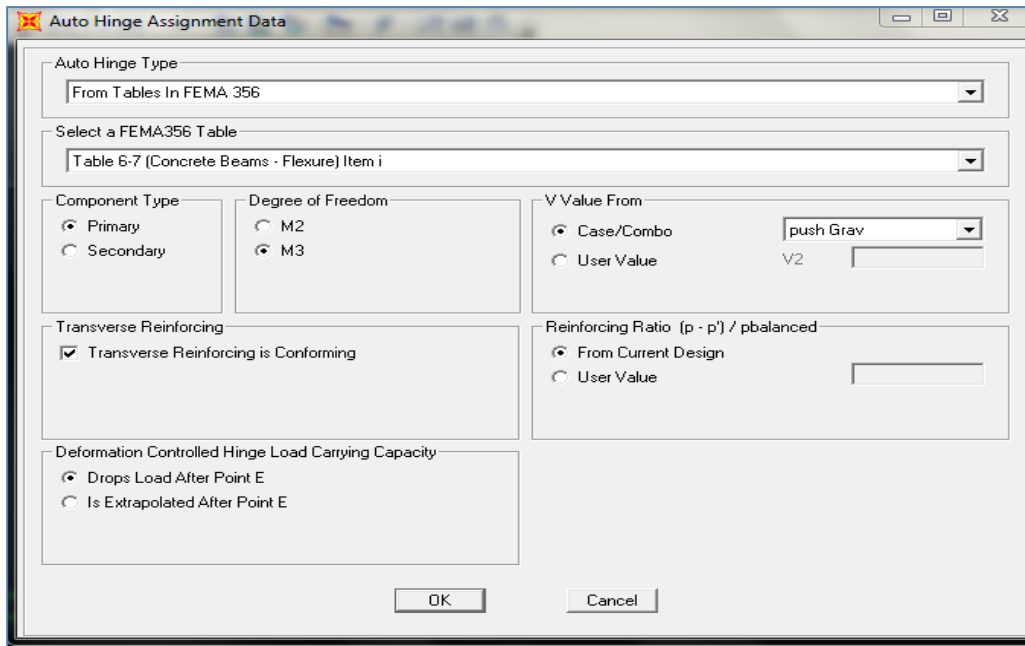 Auto Hinge Assignment Data
Auto Hinge Type
From Tables In FEMA 356
Select a FEMA356 Table
Table 6-7 (Concrete Beams - Flexure) Item i
Component Type
Primary
Secondary
Degree of Freedom
M2
M3
V Value From
Case/Combo push Grav
User Value V2
Transverse Reinforcing
Transverse Reinforcing is Conforming
Reinforcing Ratio (p - p') / pbalanced
From Current Design
User Value
Deformation Controlled Hinge Load Carrying Capacity
Drops Load After Point E
Is Extrapolated After Point E
OK Cancel